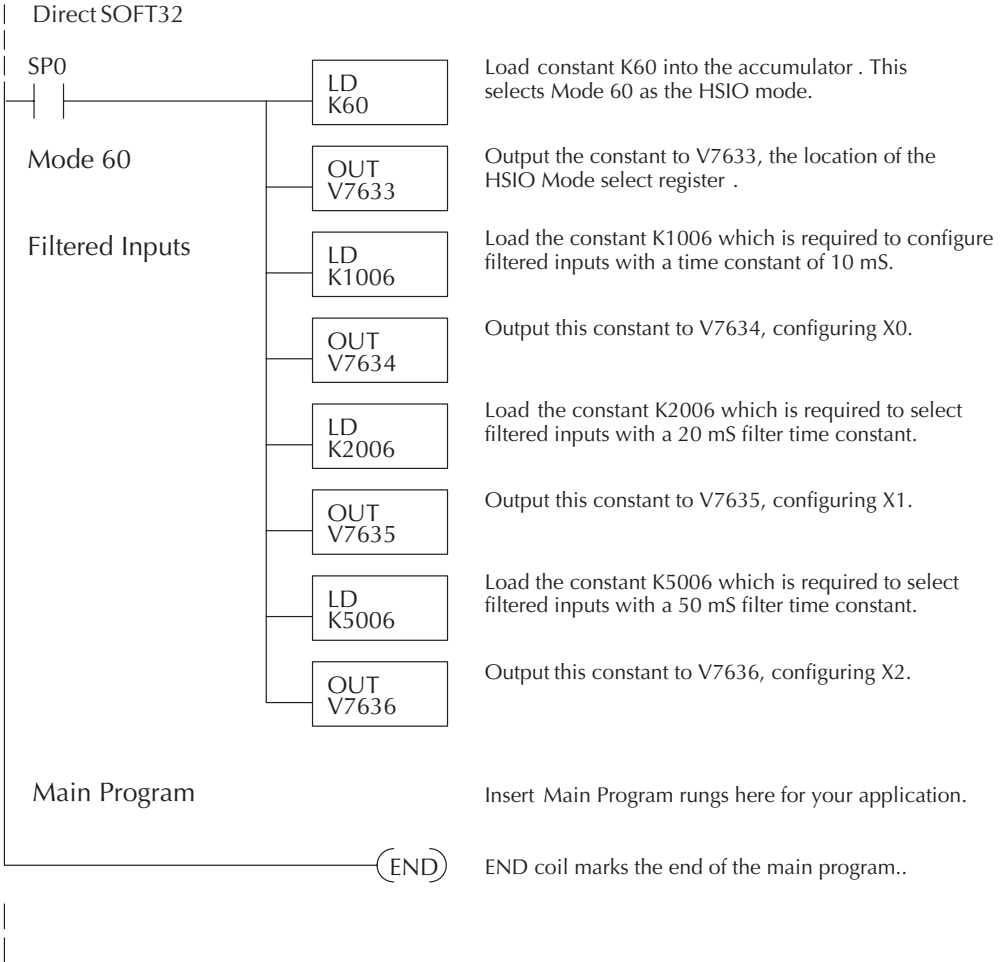 Direct SOFT32
SP0
LD
K60
Load constant K60 into the accumulator . This
selects Mode 60 as the HSIO mode.
Mode 60
OUT
V7633
Output the constant to V7633, the location of the
HSIO Mode select register .
Filtered Inputs
LD
K1006
Load the constant K1006 which is required to configure
filtered inputs with a time constant of 10 mS.
OUT
V7634
Output this constant to V7634, configuring X0.
LD
K2006
Load the constant K2006 which is required to select
filtered inputs with a 20 mS filter time constant.
OUT
V7635
Output this constant to V7635, configuring X1.
LD
K5006
Load the constant K5006 which is required to select
filtered inputs with a 50 mS filter time constant.
OUT
V7636
Output this constant to V7636, configuring X2.
Main Program
Insert Main Program rungs here for your application.
END
END coil marks the end of the main program..